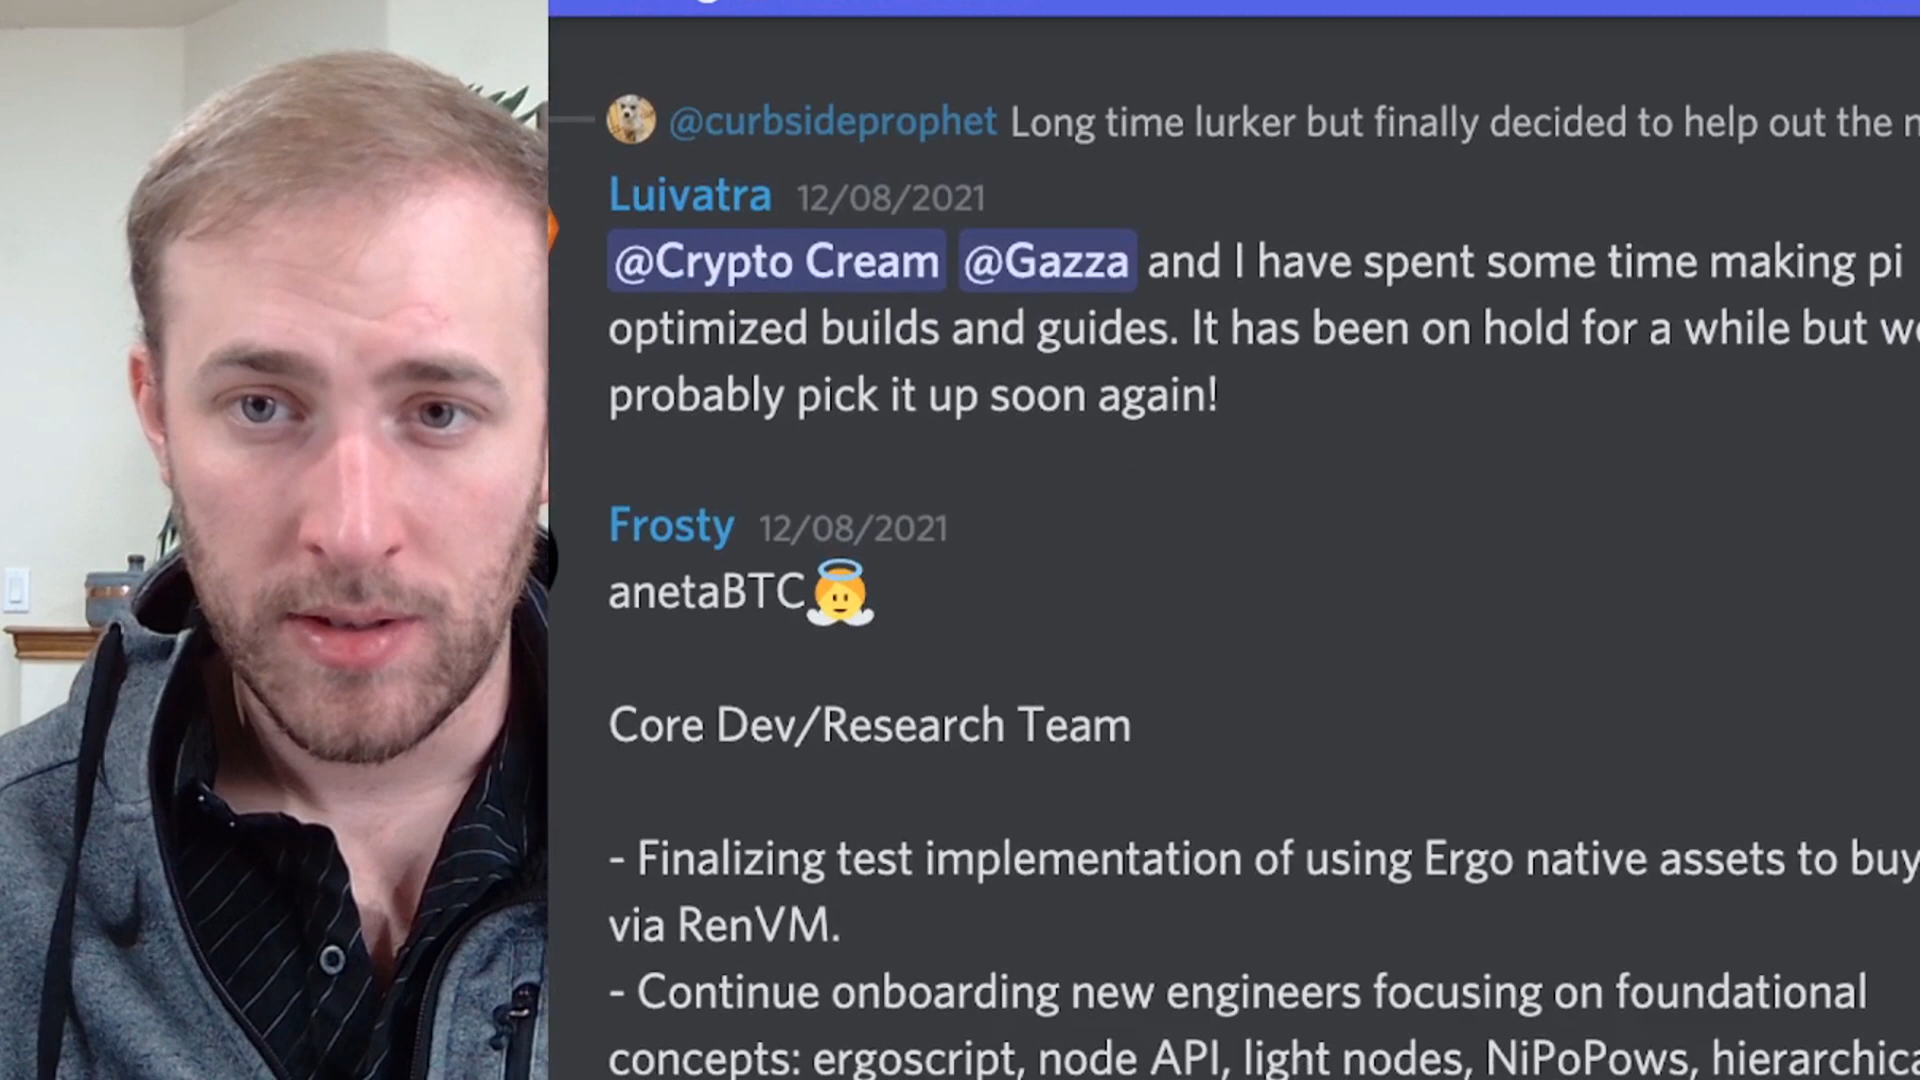 @curbsideprophet Long time lurker but finally decided to help out the
Luivatra 12/08/2021
@Crypto Cream @Gazza and I have spent some time making pi
optimized builds and guides. It has been on hold for a while but
probably pick it up soon again!
Frosty 12/08/2021
anetaBTC
Core Dev/Research Team
- Finalizing test implementation of using Ergo native assets to buy
via RenVM.
- Continue onboarding new engineers focusing on foundational
concepts: ergoscript, node API, light nodes, NiPoPows,